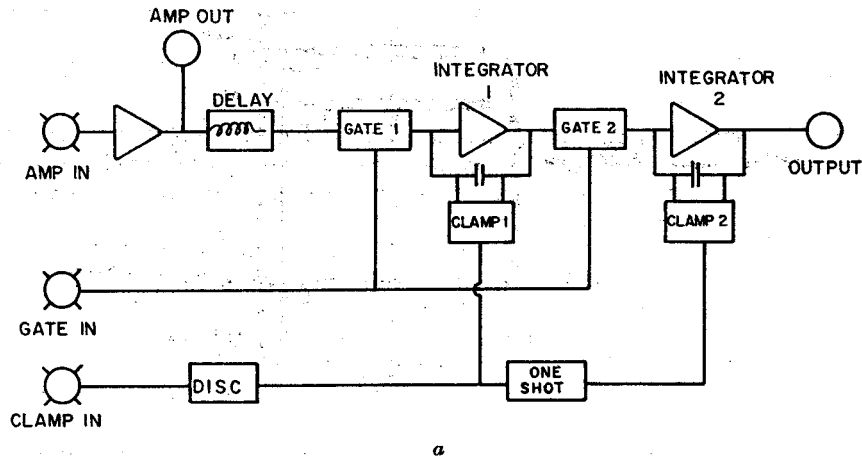 AMP OUT
AMP IN
DELAY
GATE 1
INTEGRATOR
1
CLAMP 1
GATE 2
INTEGRATOR
2
CLAMP 2
OUTPUT
GATE IN
CLAMP IN
DISC
ONE
SHOT
a